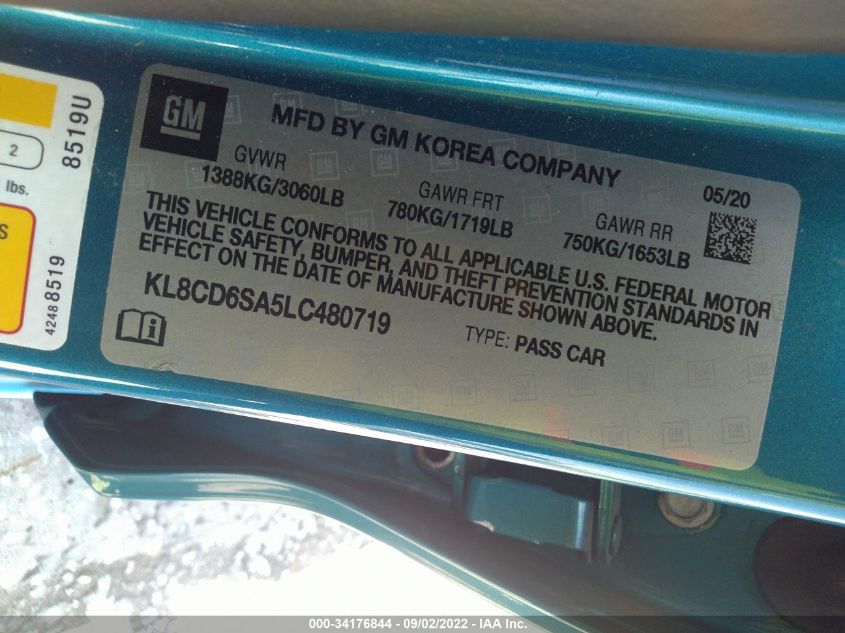 GM
MFD BY GM KOREA COMPANY
05/20
GVWR
1388KG/3060LB
GAWR FRT
780KG/1719LB
GAWR RR
750KG/1653LB
THIS VEHICLE CONFORMS TO ALL APPLICABLE U.S. FEDERAL MOTOR
VEHICLE SAFETY, BUMPER, AND THEFT PREVENTION STANDARDS IN
EFFECT ON THE DATE OF MANUFACTURE SHOWN ABOVE.
KL8CD6SA5LC480719
TYPE: PASS CAR
8519U
2
lbs.
S
42488519
000-34176844 - 09/02/2022 - IAA Inc.